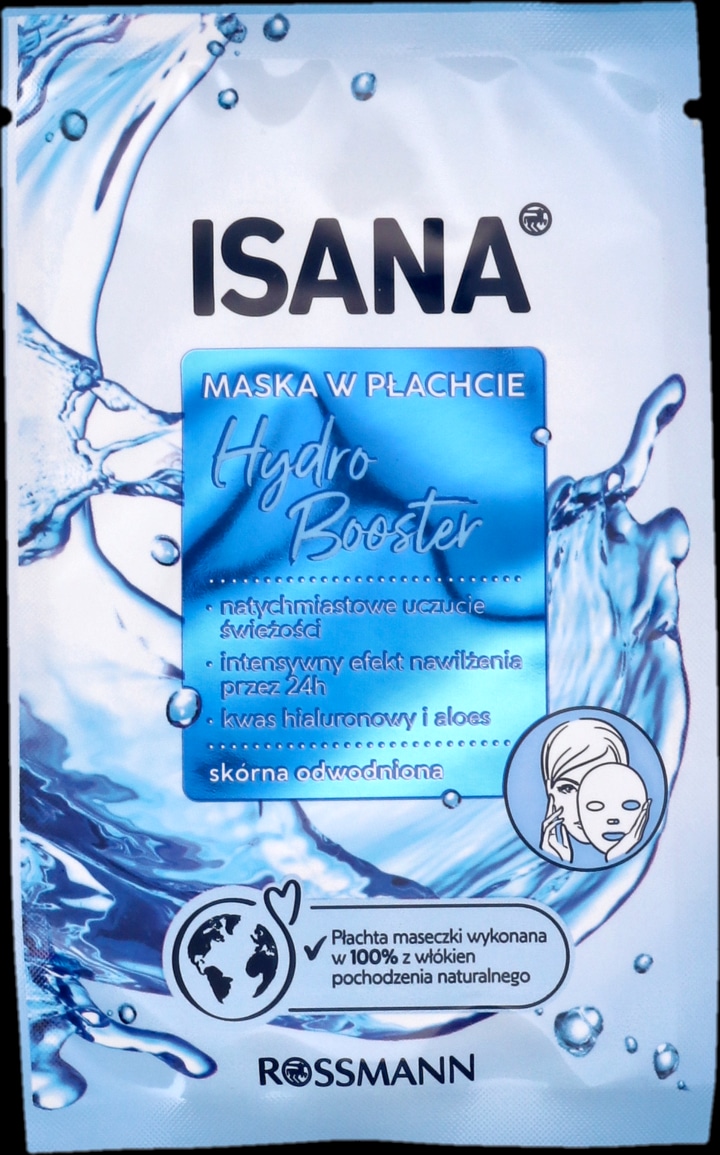 ISANA
MASKA W PŁACHCIE
Hydro
Booster
• natychmiastowe uczucie
świeżości
• intensywny efekt nawilżenia
przez 24h
• kwas hialuronowy i aloes
skórna odwodniona
✓ Płachta maseczki wykonana
w 100% z włókien
pochodzenia naturalnego
ROSSMANN